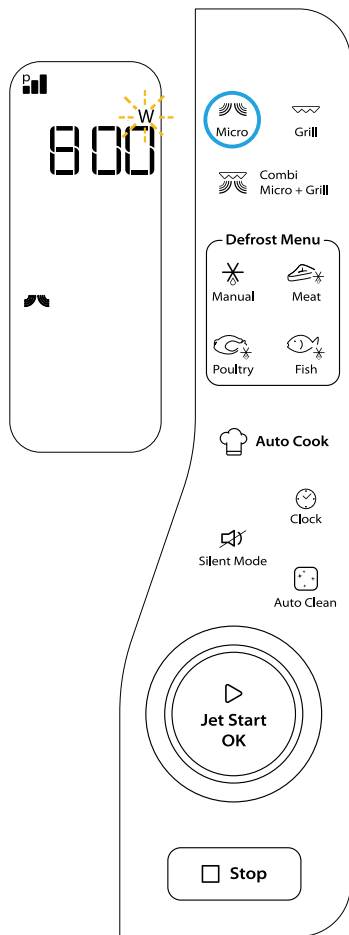 P
W
800
Micro
Grill
Combi
Micro + Grill
Defrost Menu
Manual
Meat
Poultry
Fish
Auto Cook
Clock
Silent Mode
Auto Clean
Jet Start
OK
Stop